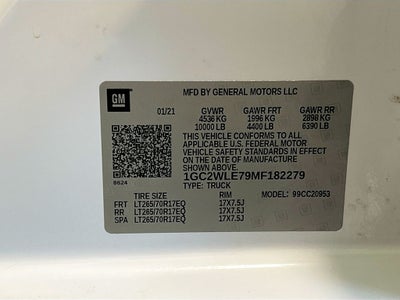 GM
MFD BY GENERAL MOTORS LLC
01/21 GVWR GAWR FRT GAWR RR
4536 KG 1996 KG 2898 KG
10000 LB 4400 LB 6390 LB
THIS VEHICLE CONFORMS TO ALL
APPLICABLE U.S. FEDERAL MOTOR
VEHICLE SAFETY STANDARDS IN EFFECT
ON THE DATE OF MANUFACTURE
SHOWN ABOVE.
8624
1GC2WLE79MF182279
TYPE: TRUCK
TIRE SIZE RIM MODEL: 99CC20953
FRT LT265/70R17EQ 17X7.5J
RR LT265/70R17EQ 17X7.5J
SPA LT265/70R17EQ 17X7.5J